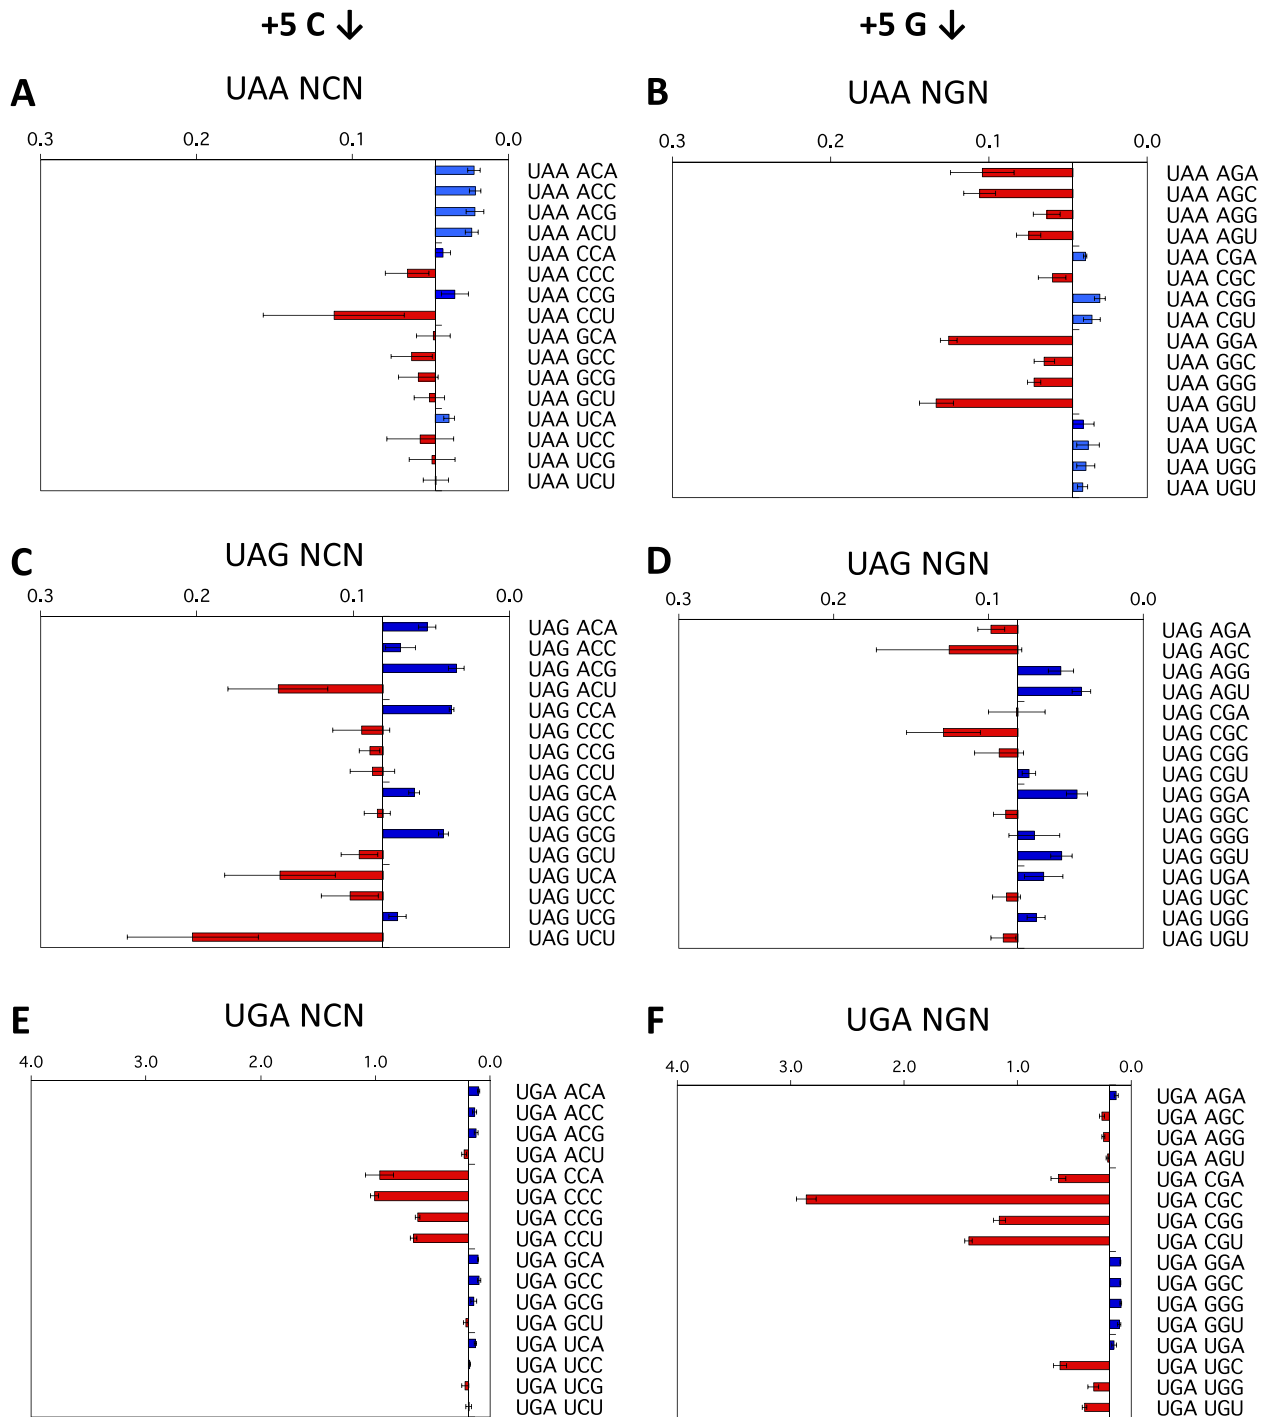 +5 C ↓
+5 G ↓
A
UAA NCN
0.3 0.2 0.1 0.0
UAA ACA
UAA ACC
UAA ACG
UAA ACU
UAA CCA
UAA CCC
UAA CCG
UAA CCU
UAA GCA
UAA GCC
UAA GCG
UAA GCU
UAA UCA
UAA UCC
UAA UCG
UAA UCU
B
UAA NGN
0.3 0.2 0.1 0.0
UAA AGA
UAA AGC
UAA AGG
UAA AGU
UAA CGA
UAA CGC
UAA CGG
UAA CGU
UAA GGA
UAA GGC
UAA GGG
UAA GGU
UAA UGA
UAA UGC
UAA UGG
UAA UGU
C
UAG NCN
0.3 0.2 0.1 0.0
UAG ACA
UAG ACC
UAG ACG
UAG ACU
UAG CCA
UAG CCC
UAG CCG
UAG CCU
UAG GCA
UAG GCC
UAG GCG
UAG GCU
UAG UCA
UAG UCC
UAG UCG
UAG UCU
D
UAG NGN
0.3 0.2 0.1 0.0
UAG AGA
UAG AGC
UAG AGG
UAG AGU
UAG CGA
UAG CGC
UAG CGG
UAG CGU
UAG GGA
UAG GGC
UAG GGG
UAG GGU
UAG UGA
UAG UGC
UAG UGG
UAG UGU
E
UGA NCN
4.0 3.0 2.0 1.0 0.0
UGA ACA
UGA ACC
UGA ACG
UGA ACU
UGA CCA
UGA CCC
UGA CCG
UGA CCU
UGA GCA
UGA GCC
UGA GCG
UGA GCU
UGA UCA
UGA UCC
UGA UCG
UGA UCU
F
UGA NGN
4.0 3.0 2.0 1.0 0.0
UGA AGA
UGA AGC
UGA AGG
UGA AGU
UGA CGA
UGA CGC
UGA CGG
UGA CGU
UGA GGA
UGA GGC
UGA GGG
UGA GGU
UGA UGA
UGA UGC
UGA UGG
UGA UGU